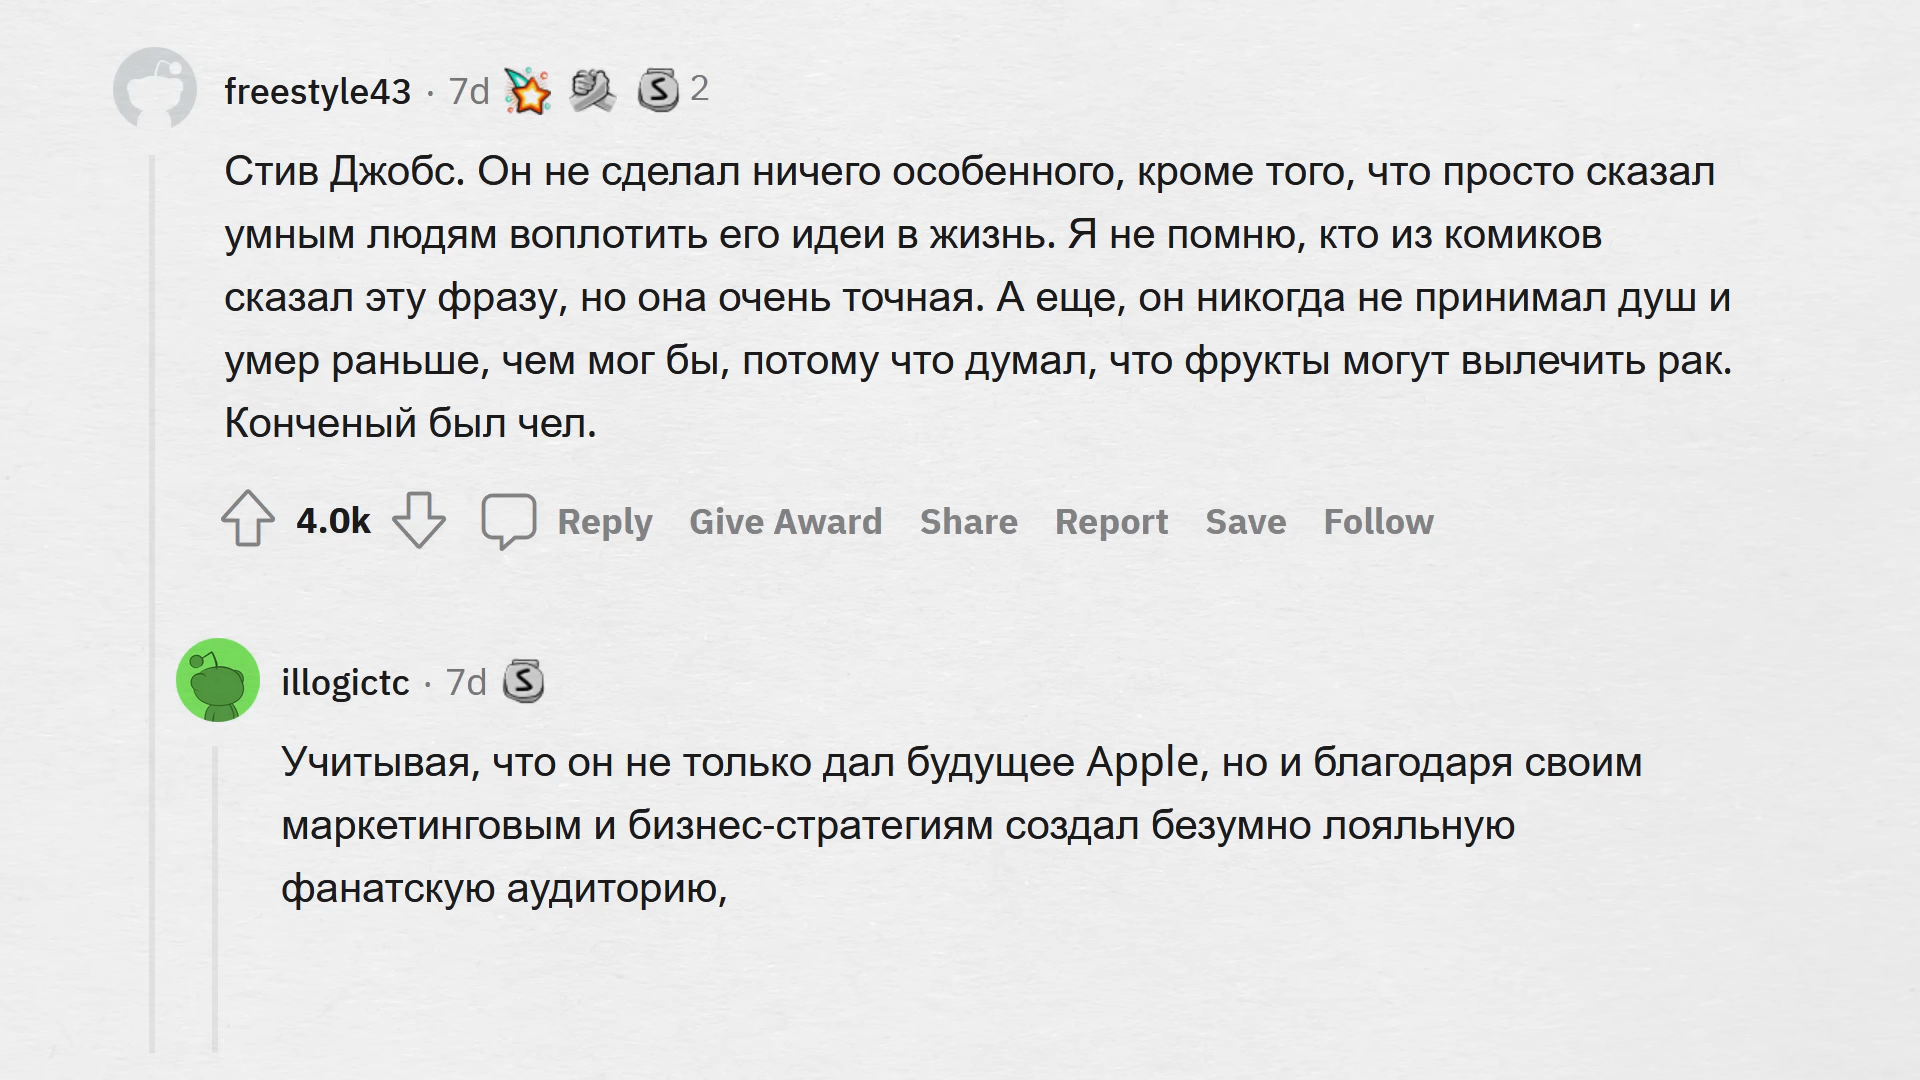 freestyle43 · 7d 2
Стив Джобс. Он не сделал ничего особенного, кроме того, что просто сказал
умным людям воплотить его идеи в жизнь. Я не помню, кто из комиков
сказал эту фразу, но она очень точная. А еще, он никогда не принимал душ и
умер раньше, чем мог бы, потому что думал, что фрукты могут вылечить рак.
Конченый был чел.
4.0k Reply Give Award Share Report Save Follow
illogictc · 7d
Учитывая, что он не только дал будущее Apple, но и благодаря своим
маркетинговым и бизнес-стратегиям создал безумно лояльную
фанатскую аудиторию,